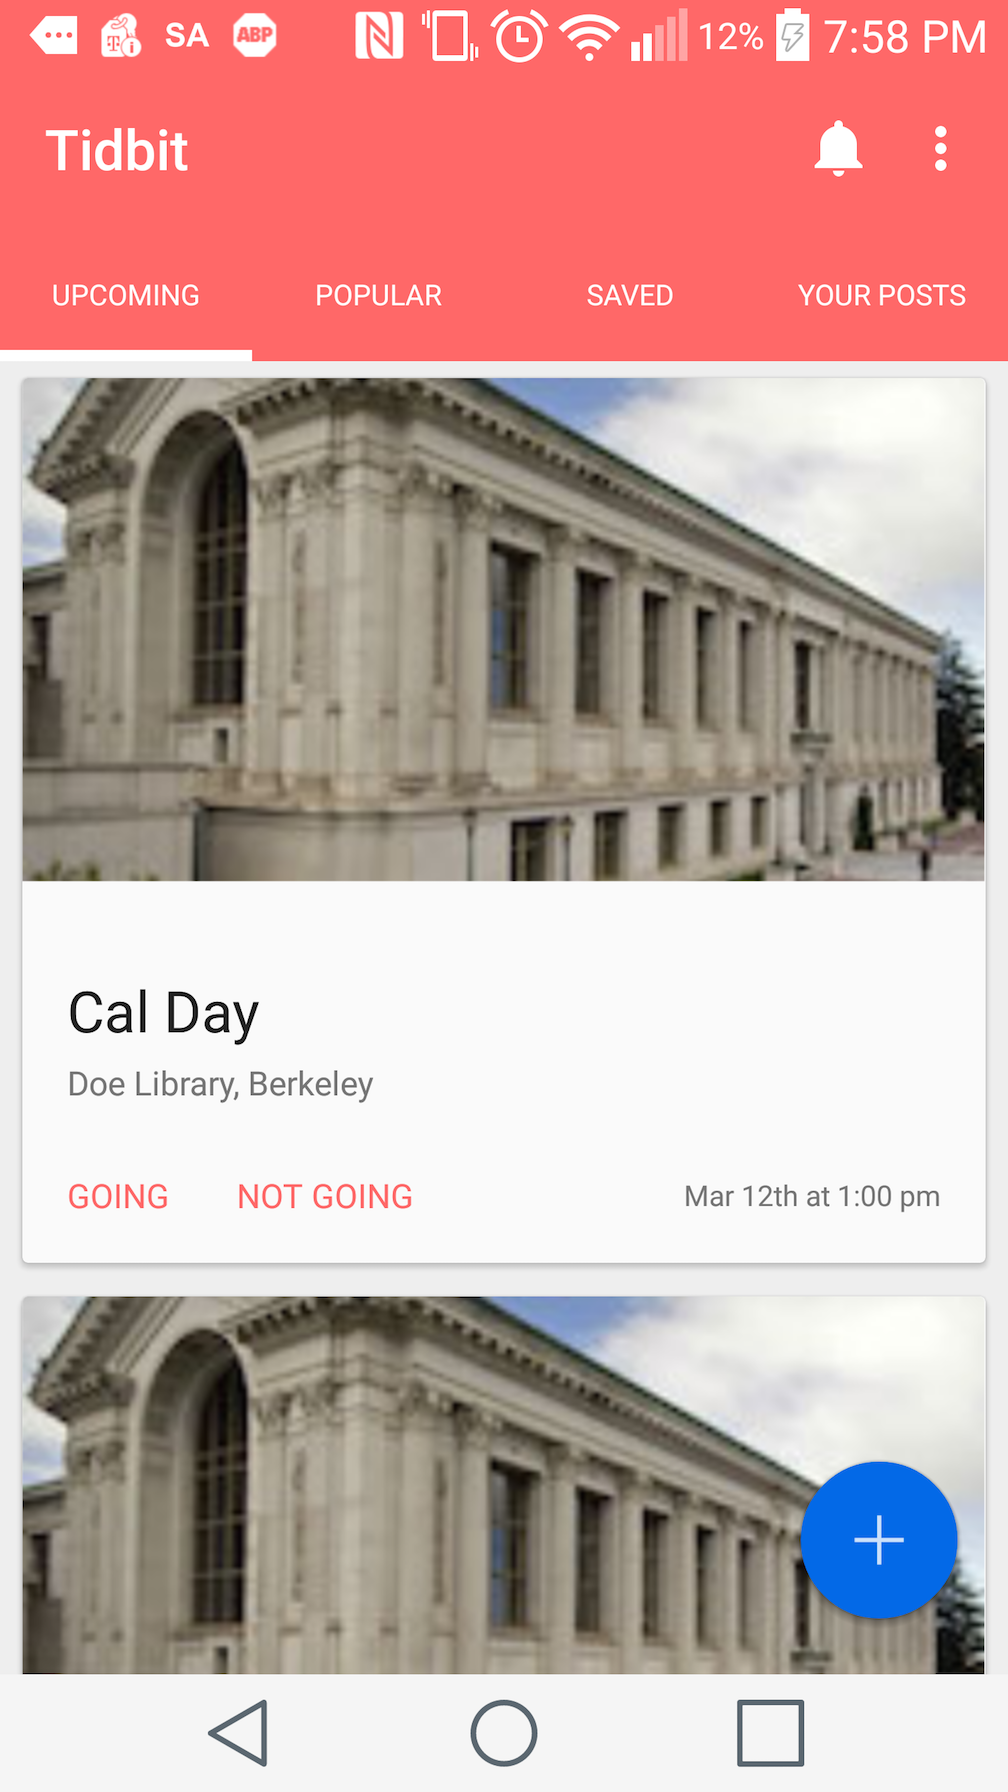 SA ABP 12% 7:58 PM
Tidbit
UPCOMING POPULAR SAVED YOUR POSTS
Cal Day
Doe Library, Berkeley
GOING NOT GOING Mar 12th at 1:00 pm